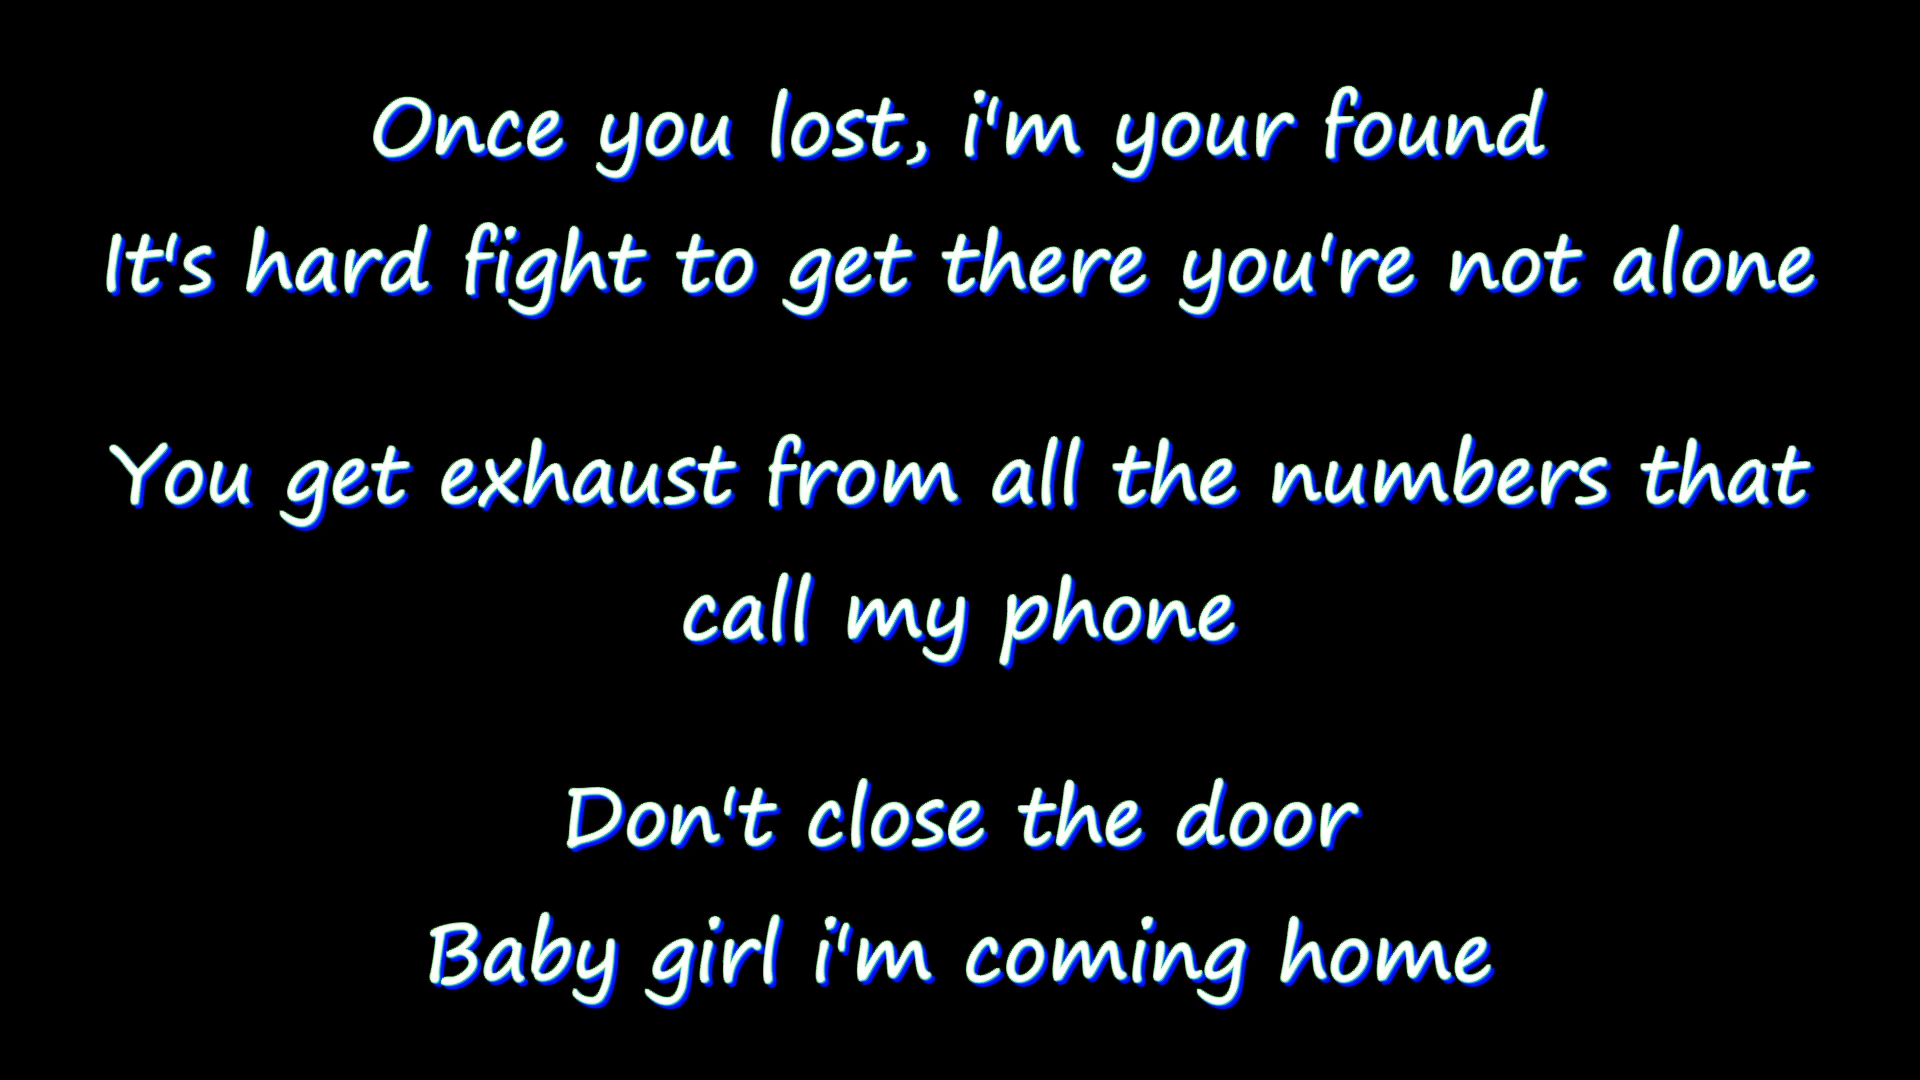 Once you lost, i'm your found
It's hard fight to get there you're not alone
You get exhaust from all the numbers that
call my phone
Don't close the door
Baby girl i'm coming home